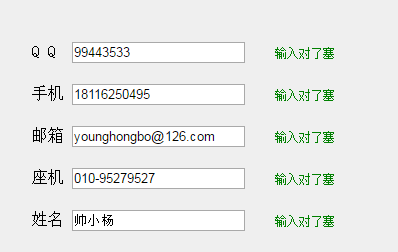 Q Q 99443533 输入对了塞
手机 18116250495 输入对了塞
邮箱 younghongbo@126.com 输入对了塞
座机 010-95279527 输入对了塞
姓名 帅小杨 输入对了塞